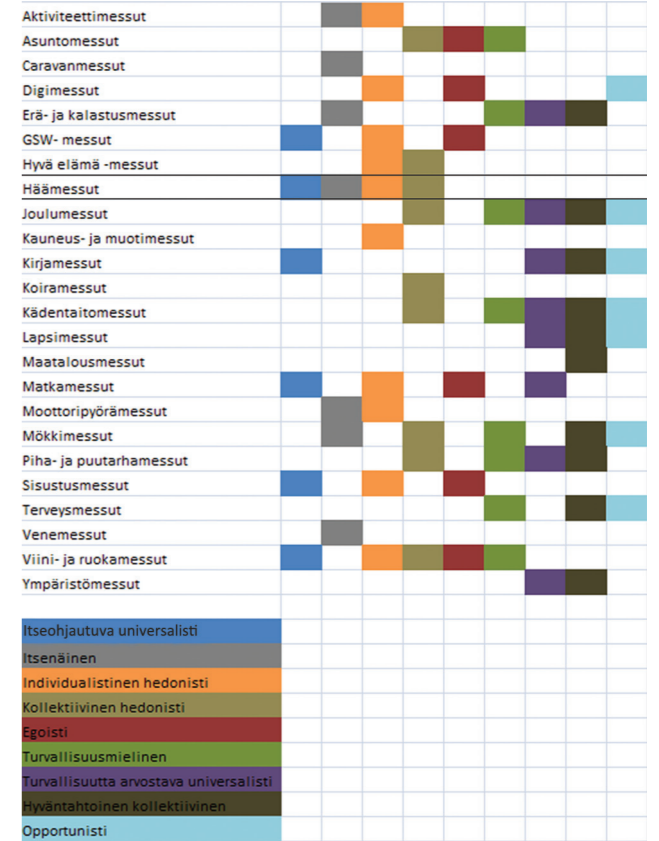 Aktiviteettimessut
Asuntomessut
Caravanmessut
Digimessut
Erä- ja kalastusmessut
GSW- messut
Hyvä elämä -messut
Häämessut
Joulumessut
Kauneus- ja muotimessut
Kirjamessut
Koiramessut
Kädentaitomessut
Lapsimessut
Maatalousmessut
Matkamessut
Moottoripyörämessut
Mökkimessut
Piha- ja puutarhamessut
Sisustusmessut
Terveysmessut
Venemessut
Viini- ja ruokamessut
Ympäristömessut
Itseohjautuva universalisti
Itsenäinen
Individualistinen hedonisti
Kollektiivinen hedonisti
Egoisti
Turvallisuusmielinen
Turvallisuutta arvostava universalisti
Hyväntahtoinen kollektiivinen
Opportunisti